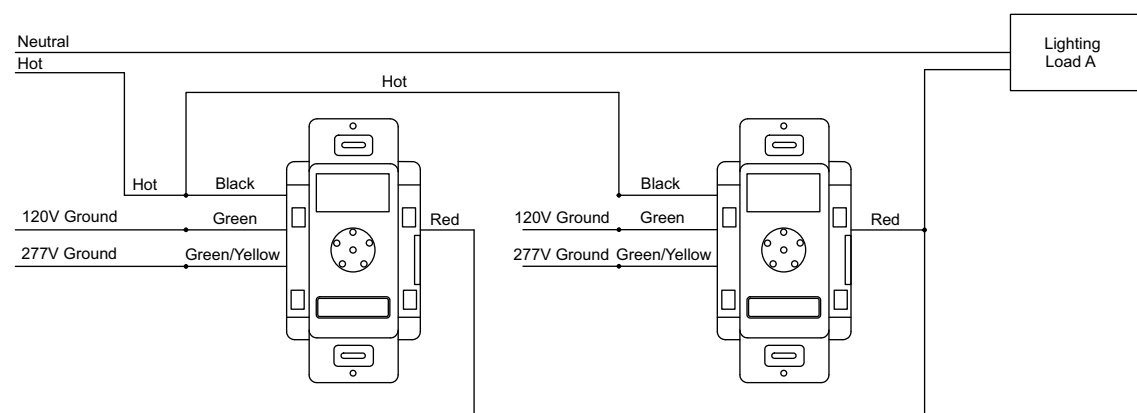 Neutral
Hot
Lighting
Load A
Hot
Hot
Black
Black
120V Ground
Green
Red
120V Ground
Green
Red
277V Ground
Green/Yellow
277V Ground
Green/Yellow